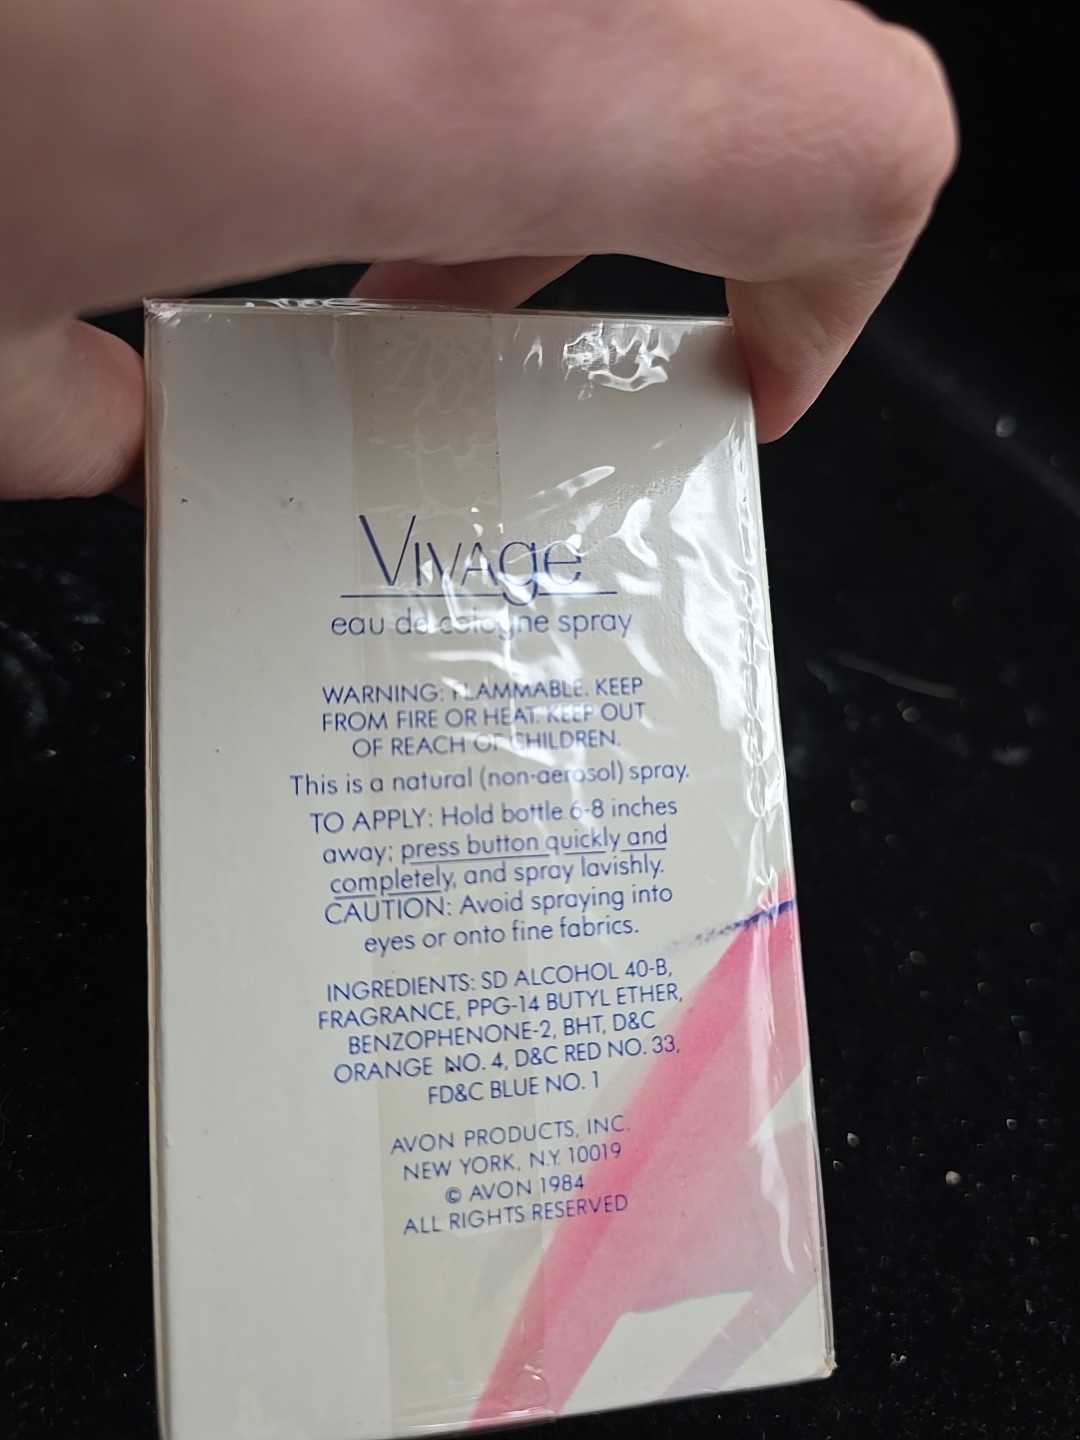 VIVAge
eau de cologne spray
WARNING: FLAMMABLE. KEEP
FROM FIRE OR HEAT. KEEP OUT
OF REACH OF CHILDREN.
This is a natural (non-aerosol) spray.
TO APPLY: Hold bottle 6-8 inches
away; press button quickly and
completely, and spray lavishly.
CAUTION: Avoid spraying into
eyes or onto fine fabrics.
INGREDIENTS: SD ALCOHOL 40-B,
FRAGRANCE, PPG-14 BUTYL ETHER,
BENZOPHENONE-2, BHT, D&C
ORANGE NO. 4, D&C RED NO. 33,
FD&C BLUE NO. 1
AVON PRODUCTS, INC.
NEW YORK, N.Y. 10019
© AVON 1984
ALL RIGHTS RESERVED